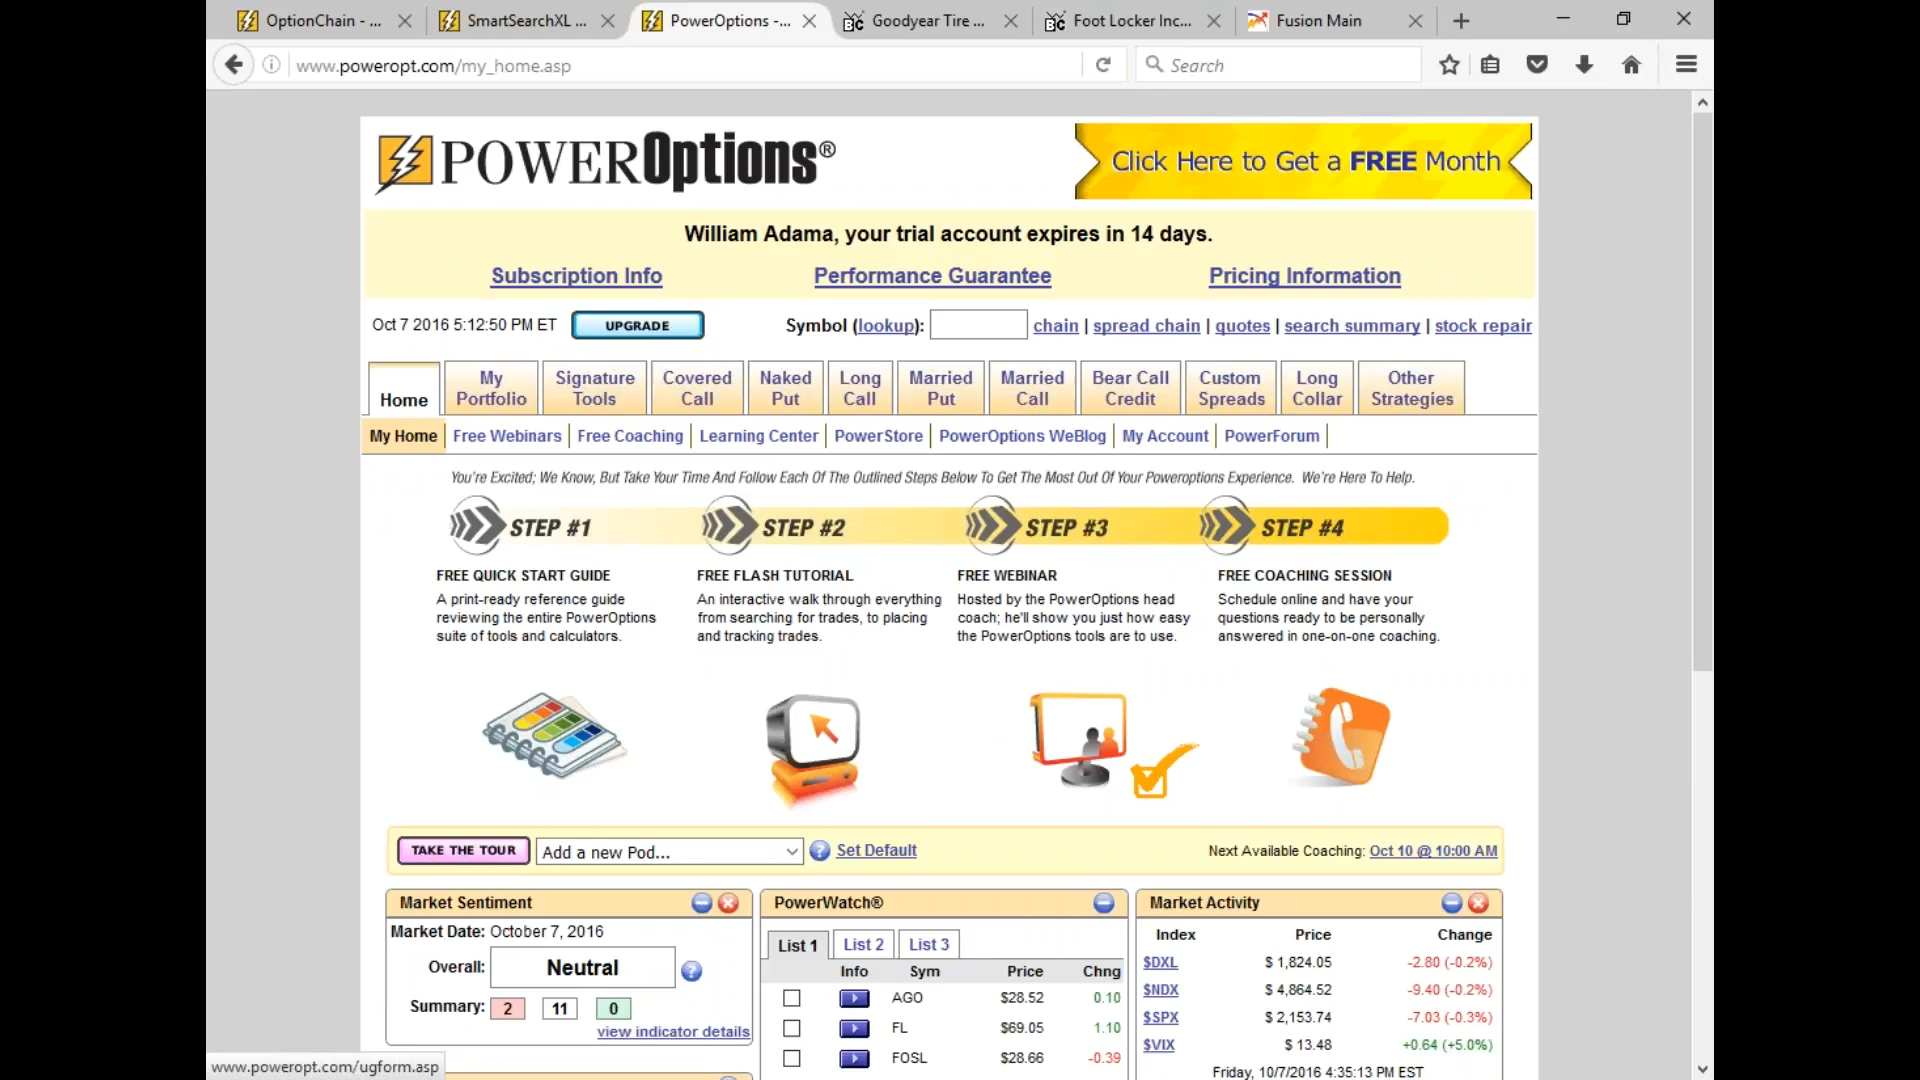 OptionChain - ...
SmartSearchXL ...
PowerOptions -...
Goodyear Tire ...
Foot Locker Inc...
Fusion Main
www.poweropt.com/my_home.asp
Search
POWEROptions®
Click Here to Get a FREE Month
William Adama, your trial account expires in 14 days.
Subscription Info
Performance Guarantee
Pricing Information
Oct 7 2016 5:12:50 PM ET
UPGRADE
Symbol (lookup):
chain | spread chain | quotes | search summary | stock repair
Home
My Portfolio
Signature Tools
Covered Call
Naked Put
Long Call
Married Put
Married Call
Bear Call Credit
Custom Spreads
Long Collar
Other Strategies
My Home
Free Webinars
Free Coaching
Learning Center
PowerStore
PowerOptions WeBlog
My Account
PowerForum
You're Excited; We Know, But Take Your Time And Follow Each Of The Outlined Steps Below To Get The Most Out Of Your Poweroptions Experience. We're Here To Help.
STEP #1
STEP #2
STEP #3
STEP #4
FREE QUICK START GUIDE
A print-ready reference guide
reviewing the entire PowerOptions
suite of tools and calculators.
FREE FLASH TUTORIAL
An interactive walk through everything
from searching for trades, to placing
and tracking trades.
FREE WEBINAR
Hosted by the PowerOptions head
coach; he'll show you just how easy
the PowerOptions tools are to use.
FREE COACHING SESSION
Schedule online and have your
questions ready to be personally
answered in one-on-one coaching.
TAKE THE TOUR
Add a new Pod...
Set Default
Next Available Coaching: Oct 10 @ 10:00 AM
Market Sentiment
Market Date: October 7, 2016
Overall: Neutral
Summary: 2 11 0
view indicator details
PowerWatch®
List 1 List 2 List 3
Info Sym Price Chng
AGO $28.52 0.10
FL $69.05 1.10
FOSL $28.66 -0.39
Market Activity
Index Price Change
$DXL $ 1,824.05 -2.80 (-0.2%)
$NDX $ 4,864.52 -9.40 (-0.2%)
$SPX $ 2,153.74 -7.03 (-0.3%)
$VIX $ 13.48 +0.64 (+5.0%)
Friday, 10/7/2016 4:35:13 PM EST
www.poweropt.com/ugform.asp